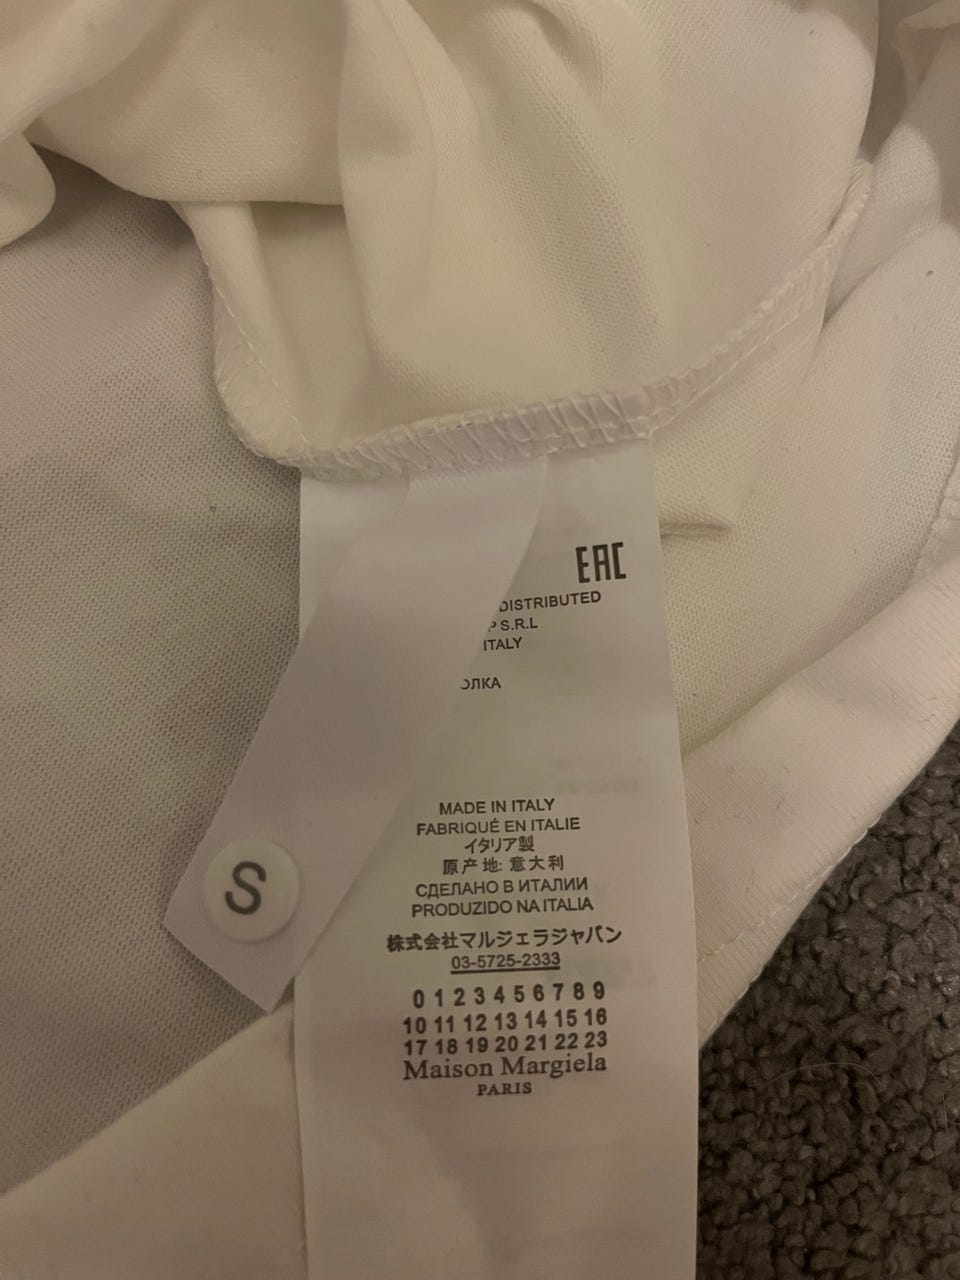 EAC
DISTRIBUTED
S.R.L
ITALY
MADE IN ITALY
FABRIQUÉ EN ITALIE
イタリア製
原产地: 意大利
СДЕЛАНО В ИТАЛИИ
PRODUZIDO NA ITALIA
株式会社マルジェラジャパン
03-5725-2333
S
0 1 2 3 4 5 6 7 8 9
10 11 12 13 14 15 16
17 18 19 20 21 22 23
Maison Margiela
PARIS